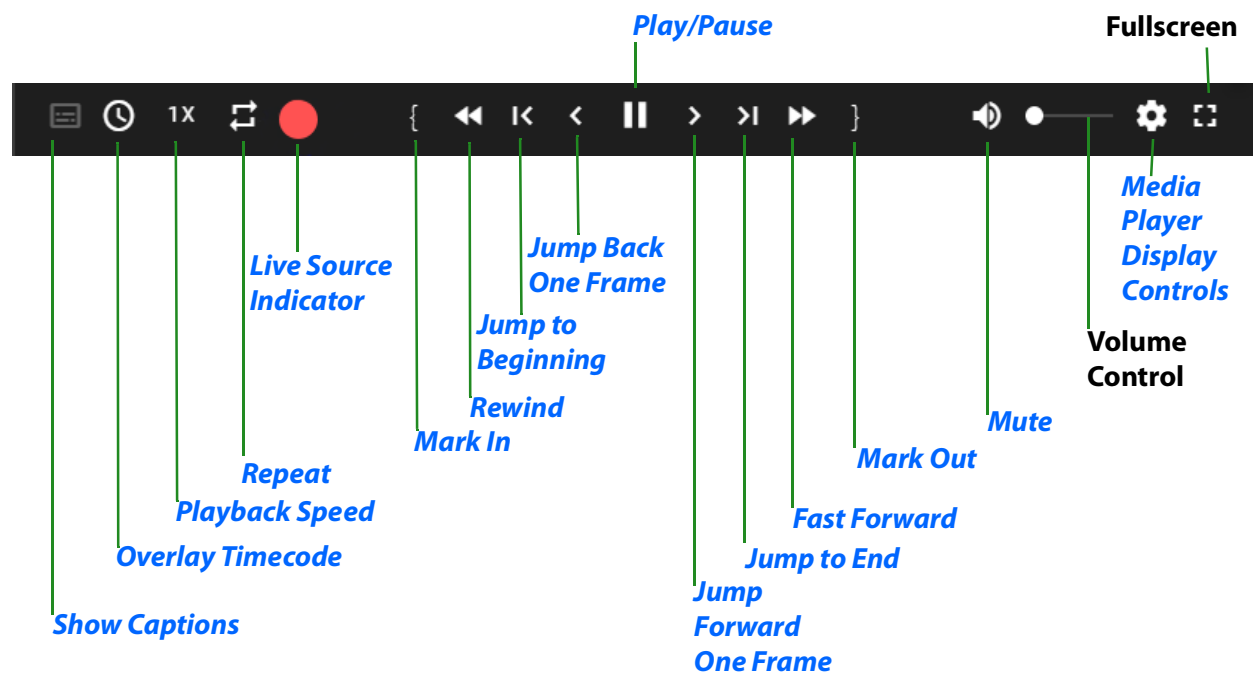 Play/Pause
Fullscreen
1X
{
}
Media
Player
Display
Controls
Live Source
Indicator
Jump Back
One Frame
Jump to
Beginning
Volume
Control
Rewind
Mute
Mark In
Mark Out
Repeat
Playback Speed
Fast Forward
Overlay Timecode
Jump to End
Jump
Forward
One Frame
Show Captions